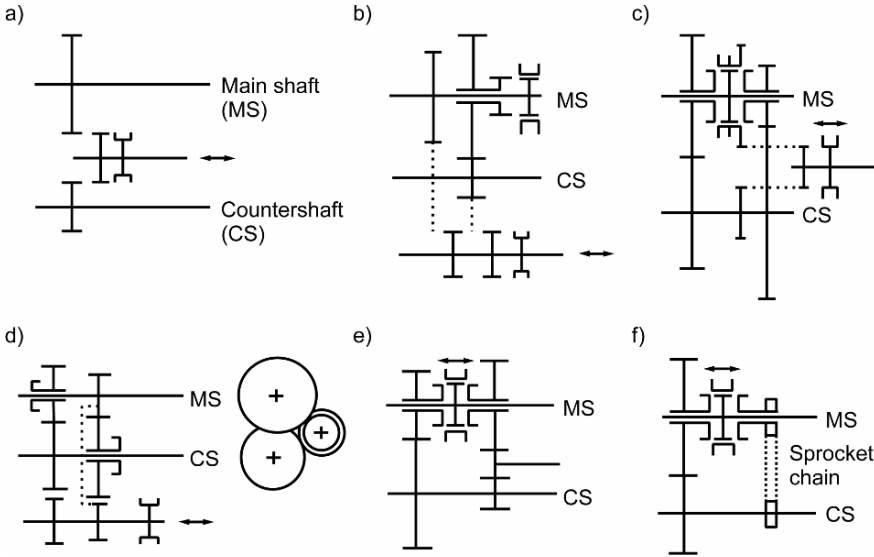 a)
Main shaft
(MS)
Countershaft
(CS)
b)
MS
CS
c)
MS
CS
d)
MS
CS
e)
MS
CS
f)
MS
Sprocket
chain
CS